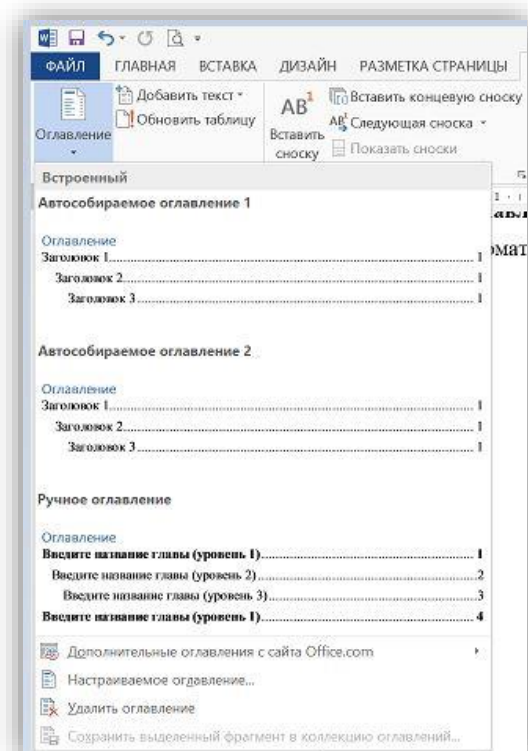 ФАЙЛ ГЛАВНАЯ ВСТАВКА ДИЗАЙН РАЗМЕТКА СТРАНИЦЫ
Оглавление
Добавить текст
Обновить таблицу
AB1
Вставить сноску
Вставить концевую сноску
Следующая сноска
Показать сноски
Встроенный
Автособираемое оглавление 1
Оглавление
Заголовок 1 1
Заголовок 2 1
Заголовок 3 1
Автособираемое оглавление 2
Оглавление
Заголовок 1 1
Заголовок 2 1
Заголовок 3 1
Ручное оглавление
Оглавление
Введите название главы (уровень 1) 1
Введите название главы (уровень 2) 2
Введите название главы (уровень 3) 3
Введите название главы (уровень 1) 4
Дополнительные оглавления с сайта Office.com
Настраиваемое оглавление...
Удалить оглавление
Сохранить выделенный фрагмент в коллекцию оглавлений...